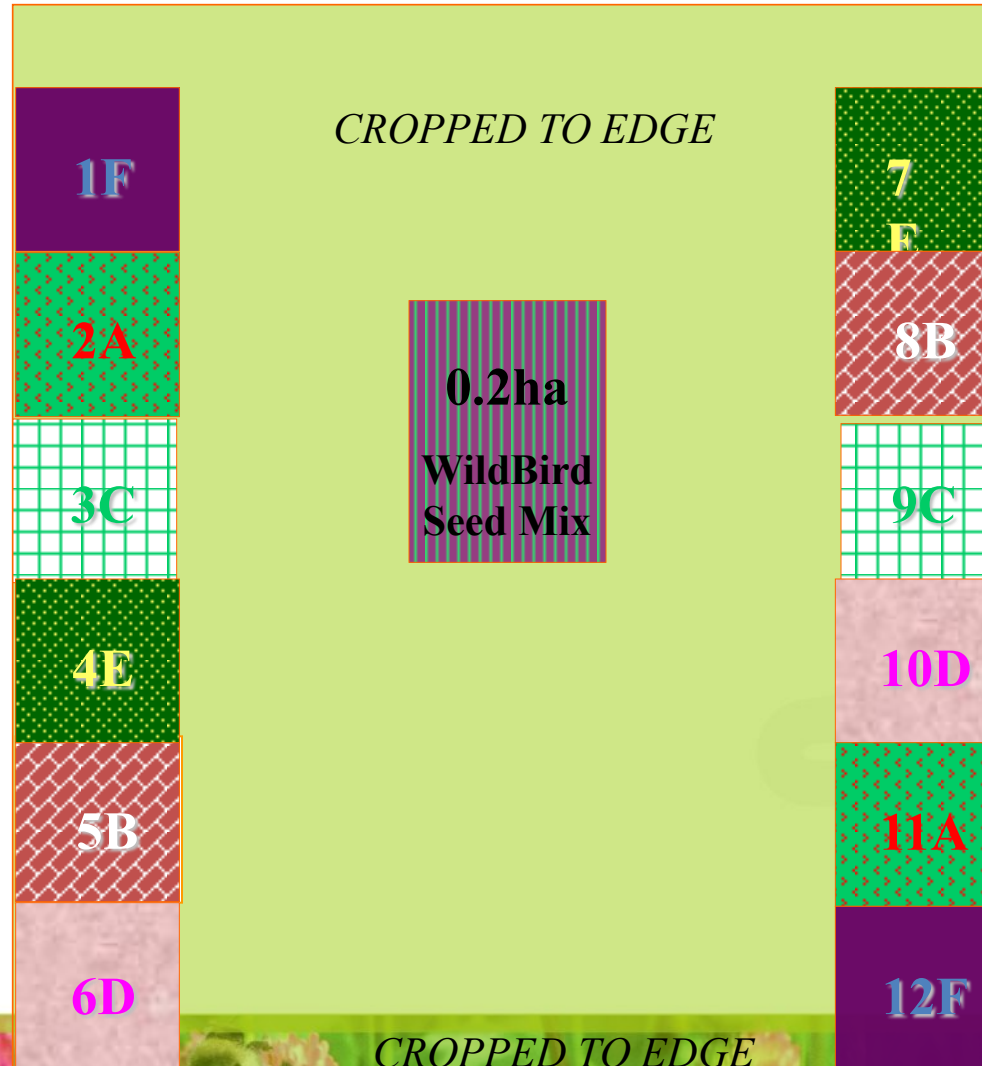 CROPPED TO EDGE
1F
7
E
2A
8B
0.2ha
WildBird
Seed Mix
3C
9C
4E
10D
5B
11A
6D
12F
CROPPED TO EDGE